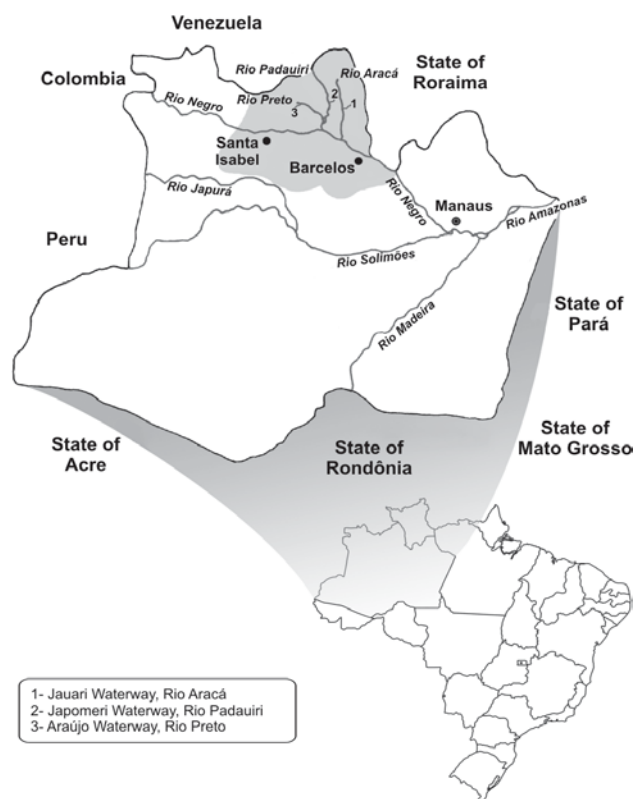 Venezuela
Colombia
Rio Padauiri
Rio Aracá
State of
Roraima
Rio Preto
2
1
3
Rio Negro
Santa
Isabel
Barcelos
Rio Japurá
Rio Negro
Manaus
Rio Amazonas
Peru
Rio Solimões
Rio Madeira
State of
Pará
State of
Acre
State of
Rondônia
State of
Mato Grosso
1- Jauari Waterway, Rio Aracá
2- Japomeri Waterway, Rio Padauiri
3- Araújo Waterway, Rio Preto